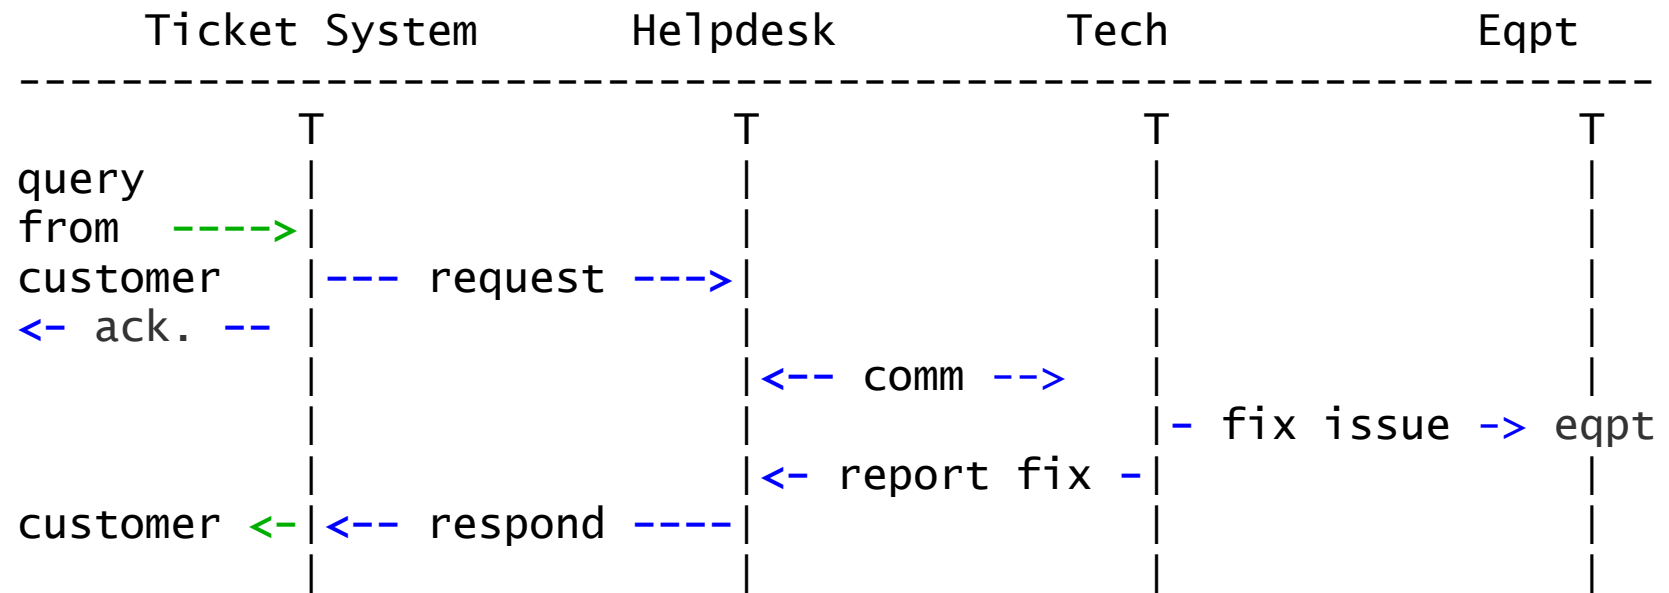 Ticket System Helpdesk Tech Eqpt
-----------------------------------------------------------------
T T T T
query | | | |
from ---->| | | |
customer |--- request --->| | |
<- ack. -- | | | |
| |<-- comm --> | |
| | |- fix issue -> eqpt
| |<- report fix -| |
customer <-|<-- respond ----| | |
| | | |